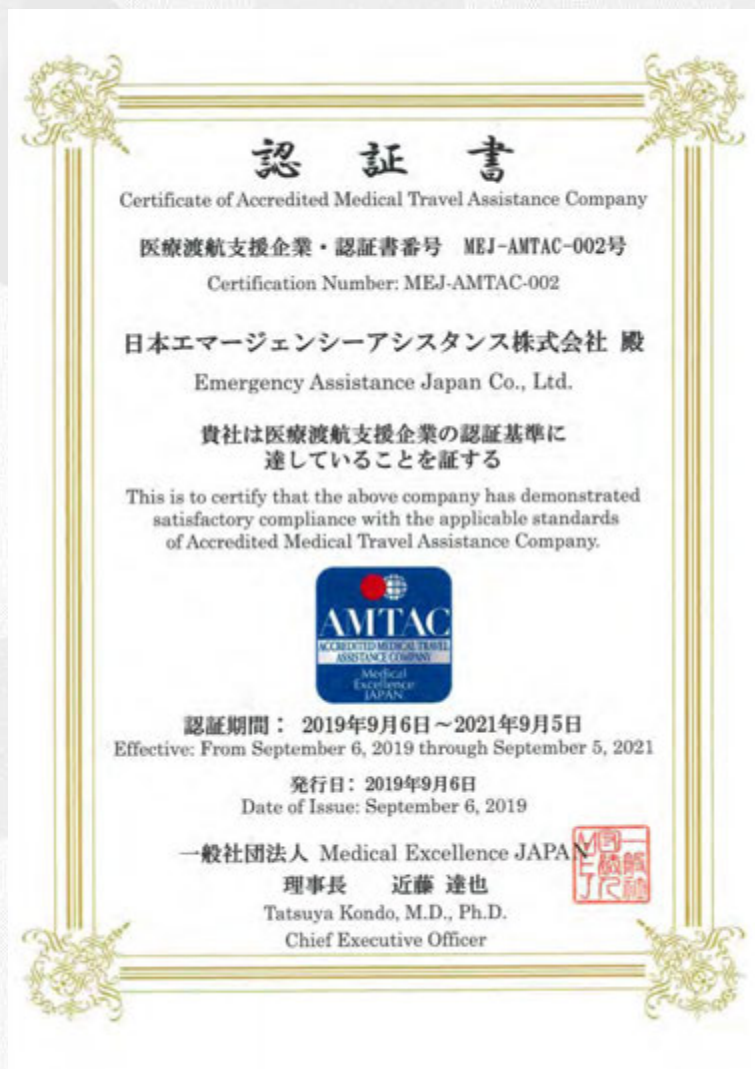 認証書
Certificate of Accredited Medical Travel Assistance Company
医療渡航支援企業・認証書番号 MEJ-AMTAC-002号
Certification Number: MEJ-AMTAC-002
日本エマージェンシーアシスタンス株式会社 殿
Emergency Assistance Japan Co., Ltd.
貴社は医療渡航支援企業の認証基準に
達していることを証する
This is to certify that the above company has demonstrated
satisfactory compliance with the applicable standards
of Accredited Medical Travel Assistance Company.
AMTAC
ACCREDITED MEDICAL TRAVEL
ASSISTANCE COMPANY
Medical
Excellence
JAPAN
認証期間： 2019年9月6日～2021年9月5日
Effective: From September 6, 2019 through September 5, 2021
発行日： 2019年9月6日
Date of Issue: September 6, 2019
一般社団法人 Medical Excellence JAPAN
理事長 近藤 達也
Tatsuya Kondo, M.D., Ph.D.
Chief Executive Officer